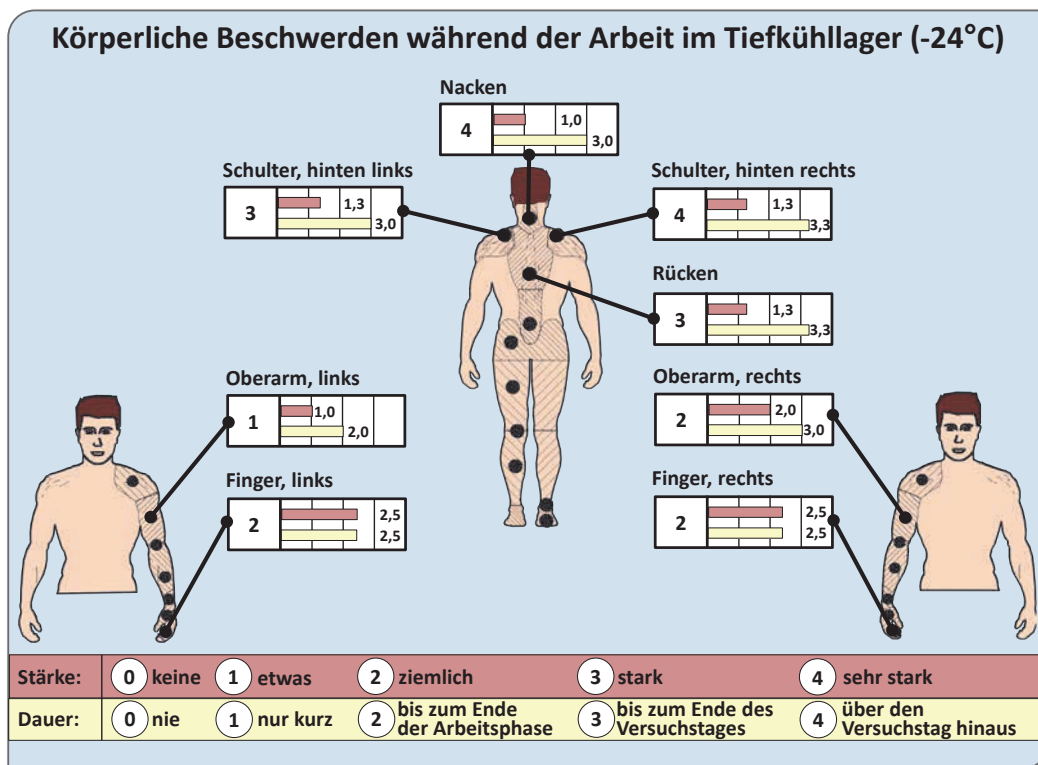 Körperliche Beschwerden während der Arbeit im Tiefkühllager (-24°C)
Nacken
4
1,0
3,0
Schulter, hinten links
3
1,3
3,0
Schulter, hinten rechts
4
1,3
3,3
Rücken
3
1,3
3,3
Oberarm, links
1
1,0
2,0
Oberarm, rechts
2
2,0
3,0
Finger, links
2
2,5
2,5
Finger, rechts
2
2,5
2,5
Stärke: 0 keine 1 etwas 2 ziemlich 3 stark 4 sehr stark
Dauer: 0 nie 1 nur kurz 2 bis zum Ende der Arbeitsphase 3 bis zum Ende des Versuchstages 4 über den Versuchstag hinaus